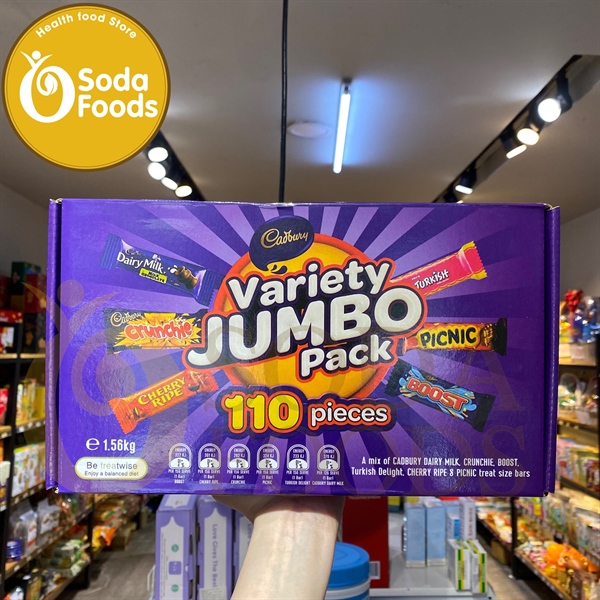 Health food Store
Soda
Foods
Cadbury
Variety
JUMBO
Pack
110 pieces
Dairy Milk
Cadbury
Crunchie
CHERRY
RIPE
TURKISH
PICNIC
BOOST
℮ 1.56kg
Be treatwise
Enjoy a balanced diet
A mix of CADBURY DAIRY MILK, CRUNCHIE, BOOST,
Turkish Delight, CHERRY RIPE & PICNIC treat size bars